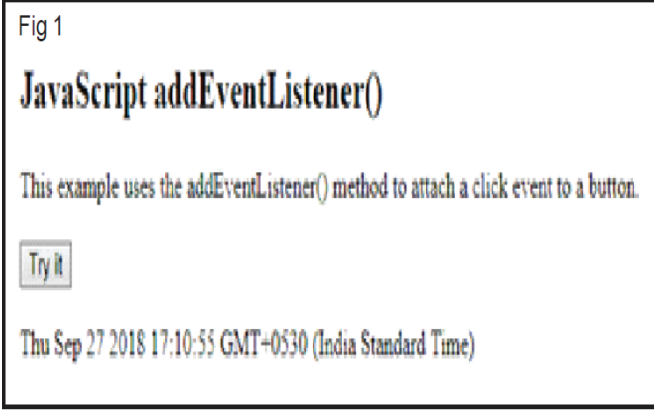 Fig 1
JavaScript addEventListener()
This example uses the addEventListener() method to attach a click event to a button.
Try it
Thu Sep 27 2018 17:10:55 GMT+0530 (India Standard Time)